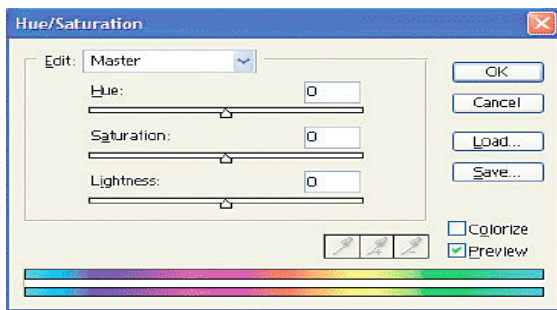 Hue/Saturation
Edit: Master
Hue: 0
Saturation: 0
Lightness: 0
OK
Cancel
Load...
Save...
Colorize
Preview